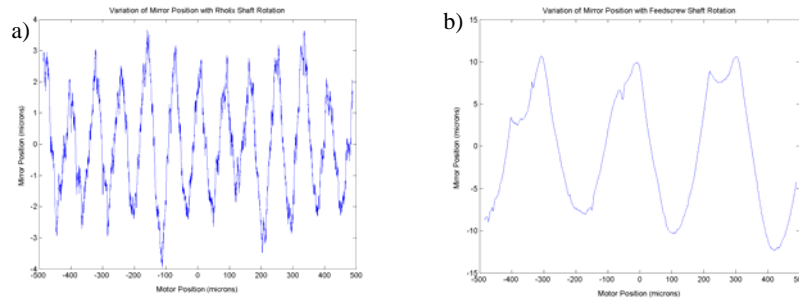 a)
Variation of Mirror Position with Rholix Shaft Rotation
Mirror Position (microns)
4
3
2
1
0
-1
-2
-3
-4
-500 -400 -300 -200 -100 0 100 200 300 400 500
Motor Position (microns)
b)
Variation of Mirror Position with Feedscrew Shaft Rotation
Mirror Position (microns)
15
10
5
0
-5
-10
-15
-500 -400 -300 -200 -100 0 100 200 300 400 500
Motor Position (microns)